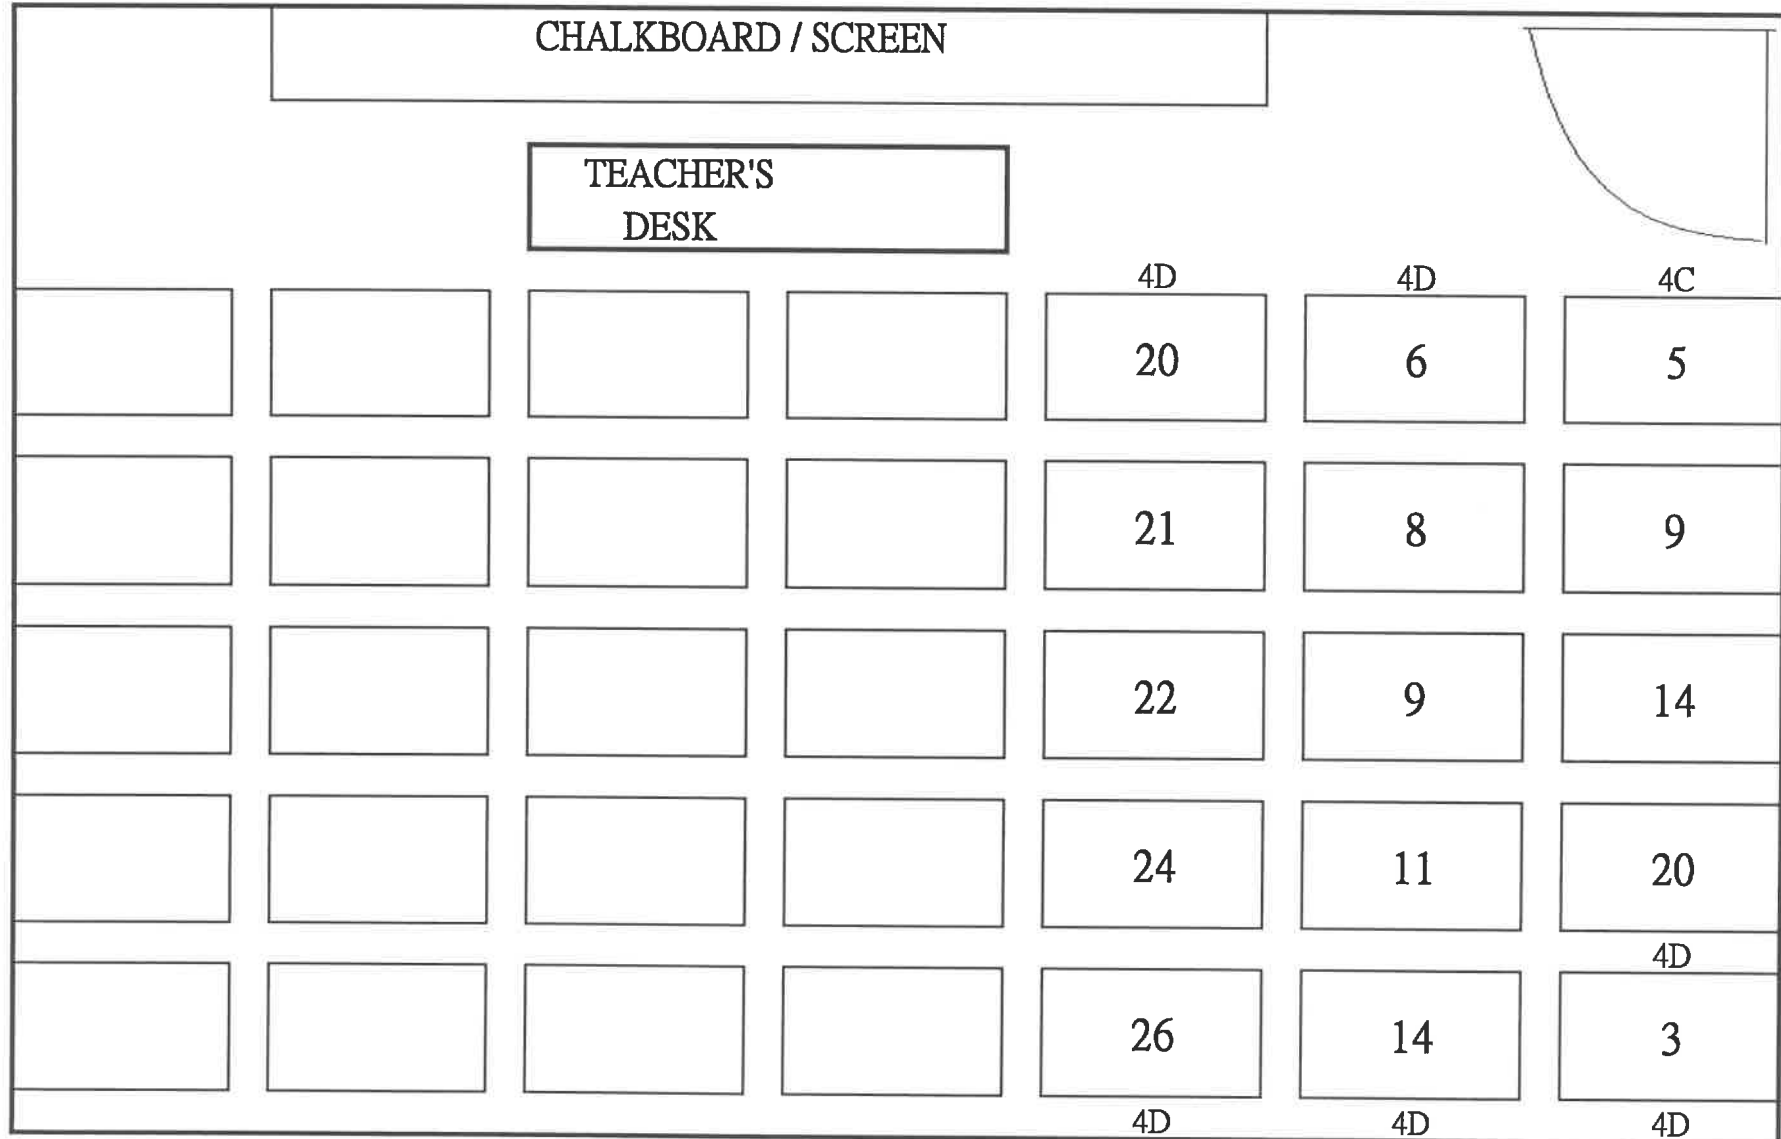 CHALKBOARD / SCREEN
TEACHER'S
DESK
4D 4D 4C
20 6 5
21 8 9
22 9 14
24 11 20
4D
26 14 3
4D 4D 4D